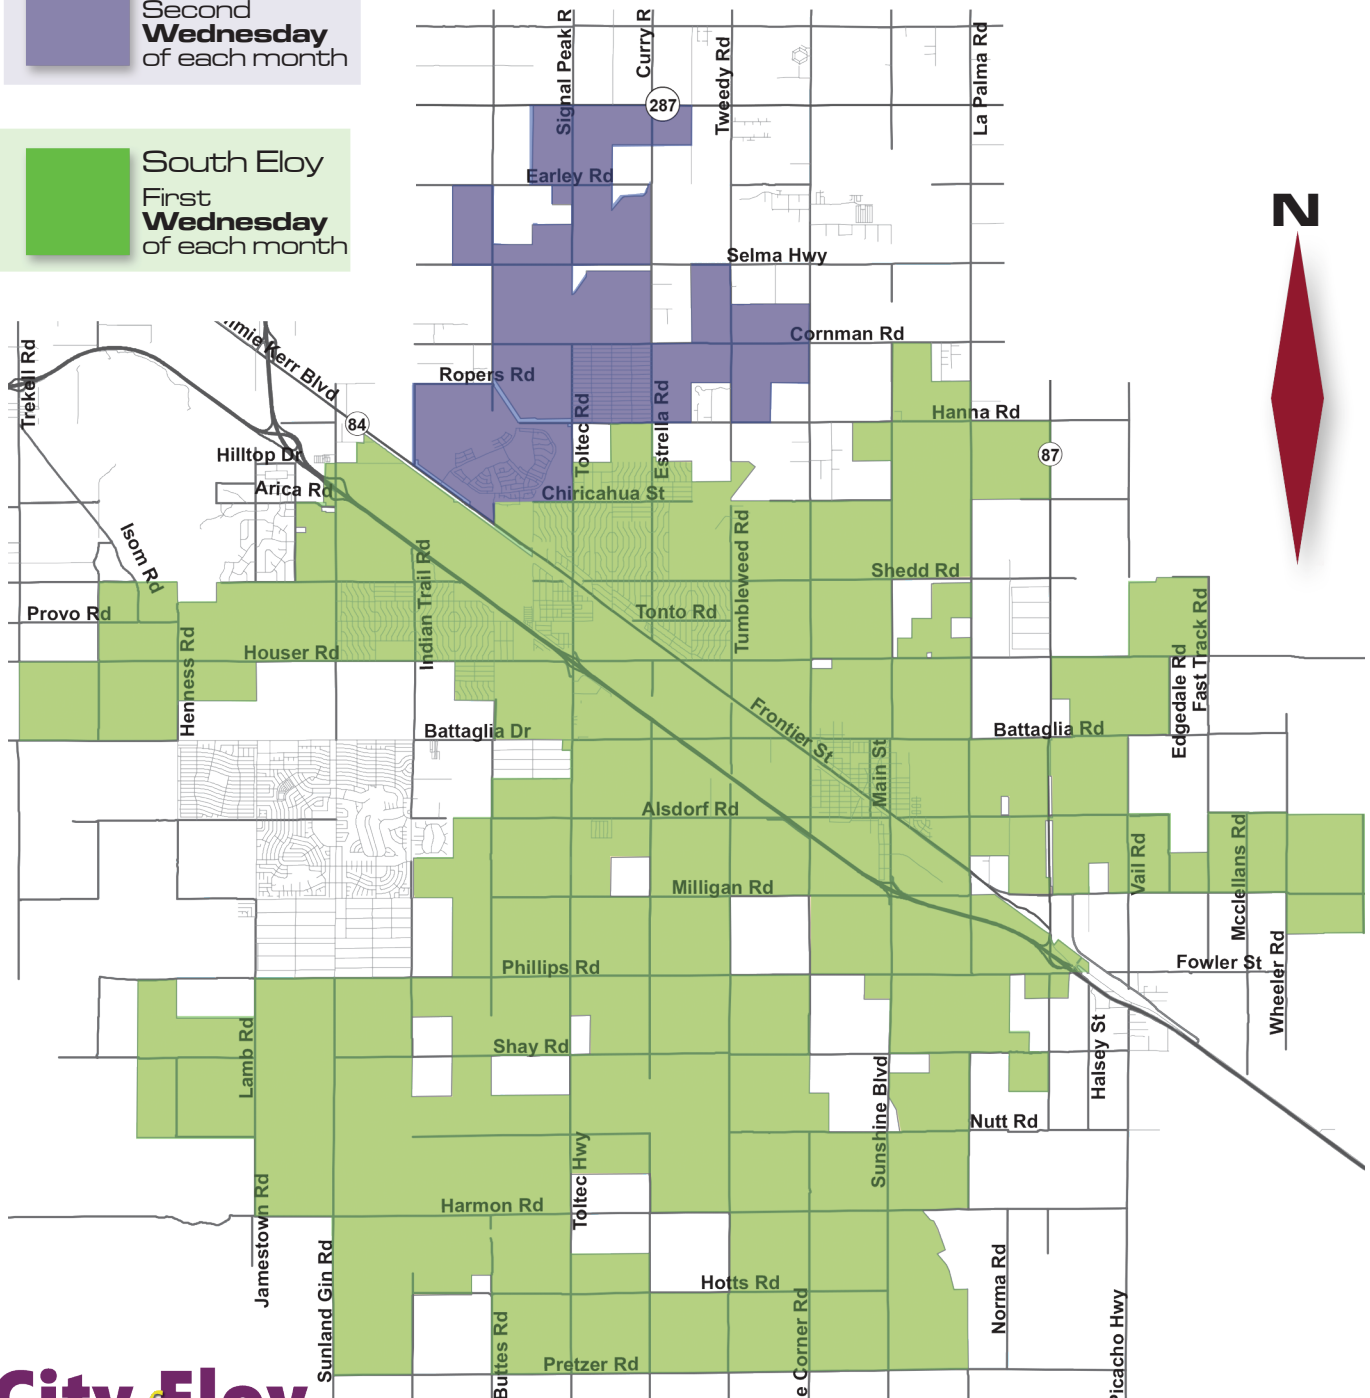 Second
Wednesday
of each month
South Eloy
First
Wednesday
of each month
N
Signal Peak R
Curry R
Tweedy Rd
La Palma Rd
287
Earley Rd
Selma Hwy
Cornman Rd
Trekell Rd
mie Kerr Blvd
Ropers Rd
84
Toltec Rd
Estrella Rd
Hanna Rd
87
Hilltop Dr
Arica Rd
Chiricahua St
Isom Rd
Indian Trail Rd
Tumbleweed Rd
Shedd Rd
Provo Rd
Tonto Rd
Henness Rd
Houser Rd
Edgedale Rd
Fast Track Rd
Battaglia Dr
Frontier St
Battaglia Rd
Main St
Alsdorf Rd
Vail Rd
Mcclellans Rd
Milligan Rd
Phillips Rd
Fowler St
Wheeler Rd
Lamb Rd
Shay Rd
Halsey St
Sunshine Blvd
Nutt Rd
Toltec Hwy
Jamestown Rd
Harmon Rd
Sunland Gin Rd
Hotts Rd
Norma Rd
Buttes Rd
e Corner Rd
Picacho Hwy
Pretzer Rd
City Eloy